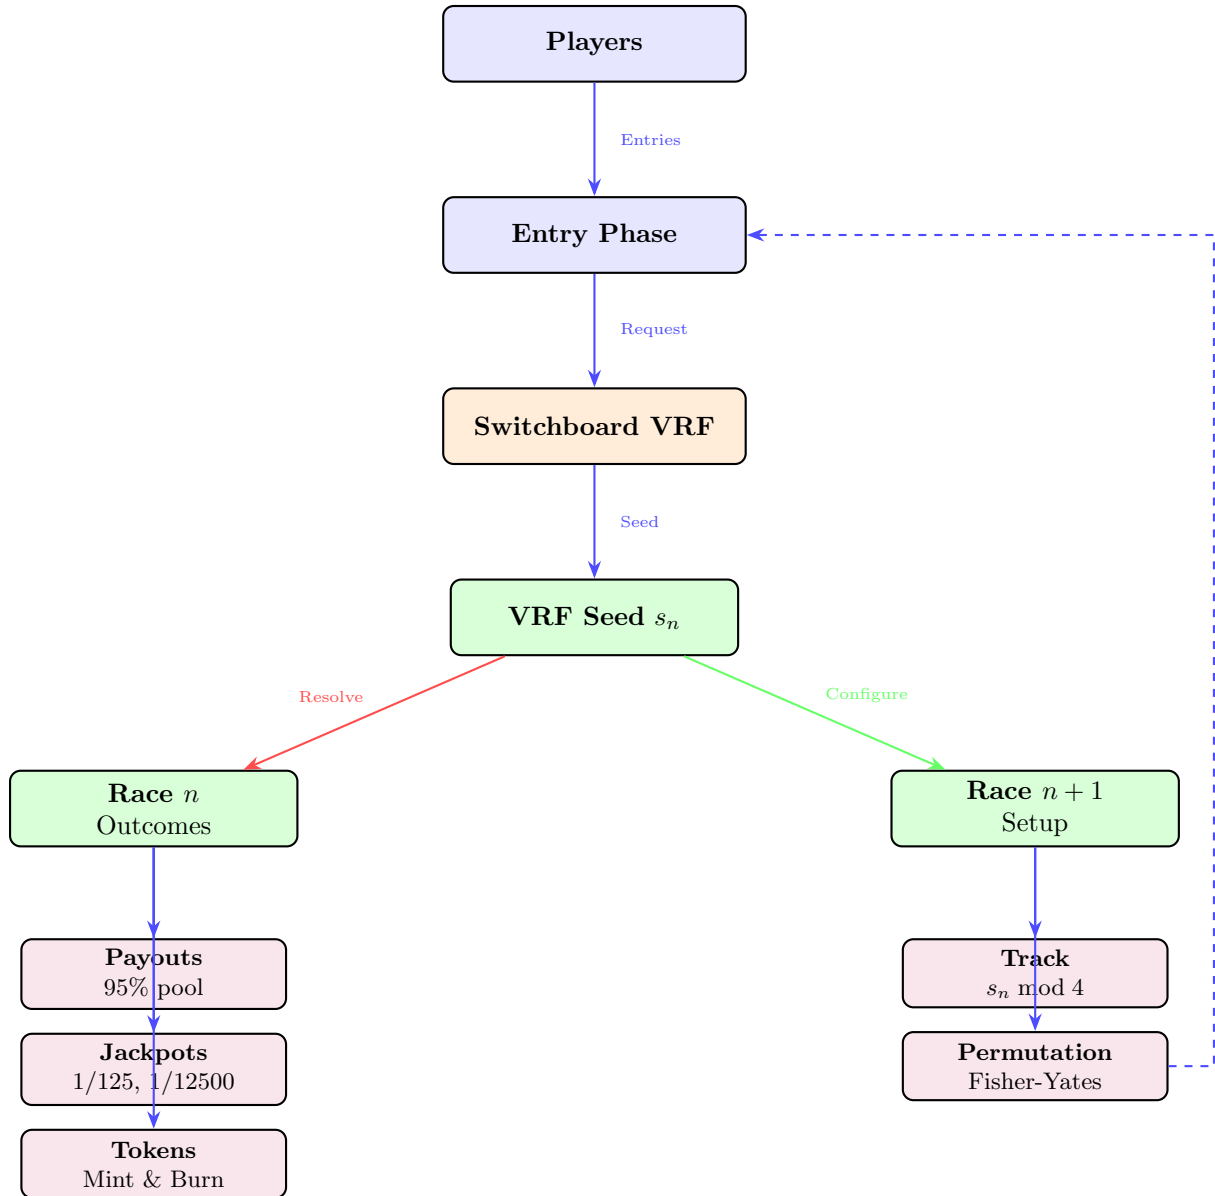 Players
Entries
Entry Phase
Request
Switchboard VRF
Seed
VRF Seed $s_n$
Resolve
Configure
Race $n$
Outcomes
Race $n + 1$
Setup
Payouts
95% pool
Jackpots
1/125, 1/12500
Tokens
Mint & Burn
Track
$s_n$ mod 4
Permutation
Fisher-Yates